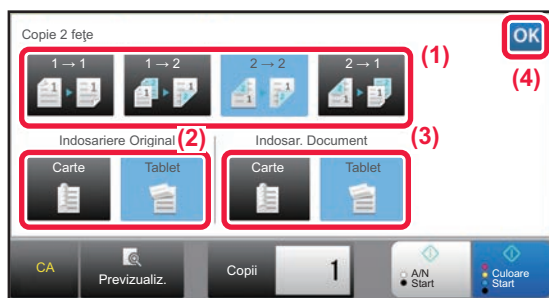 Copie 2 feţe
OK
(1)
(4)
1 → 1
1 → 2
2 → 2
2 → 1
Indosariere Original
(2)
Indosar. Document
(3)
Carte
Tablet
Carte
Tablet
CA
Previzualiz.
Copii
1
A/N
Start
Culoare
Start